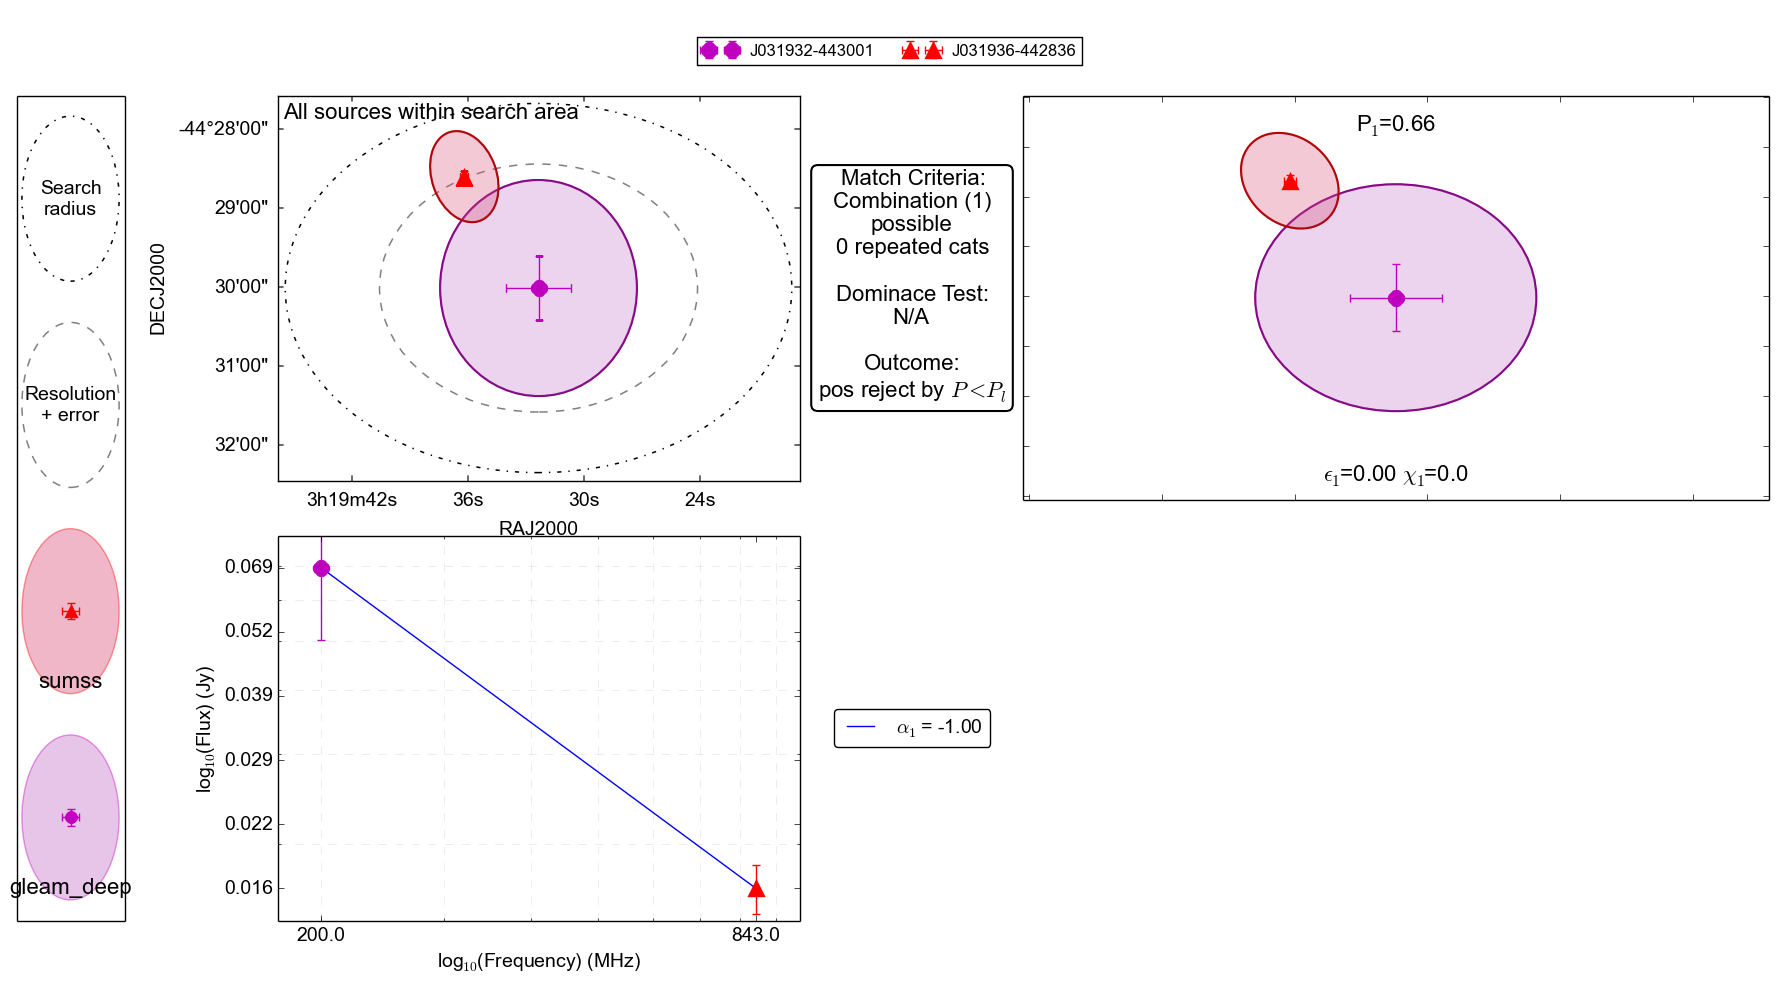 J031932-443001
J031936-442836
Search
radius
Resolution
+ error
sumss
gleam_deep
All sources within search area
DECJ2000
-44°28'00"
29'00"
30'00"
31'00"
32'00"
3h19m42s
36s
30s
24s
RAJ2000
Match Criteria:
Combination (1)
possible
0 repeated cats
Dominace Test:
N/A
Outcome:
pos reject by P<P_l
P₁=0.66
ϵ₁=0.00 χ₁=0.0
log₁₀(Flux) (Jy)
0.069
0.052
0.039
0.029
0.022
0.016
200.0
843.0
log₁₀(Frequency) (MHz)
α₁ = -1.00